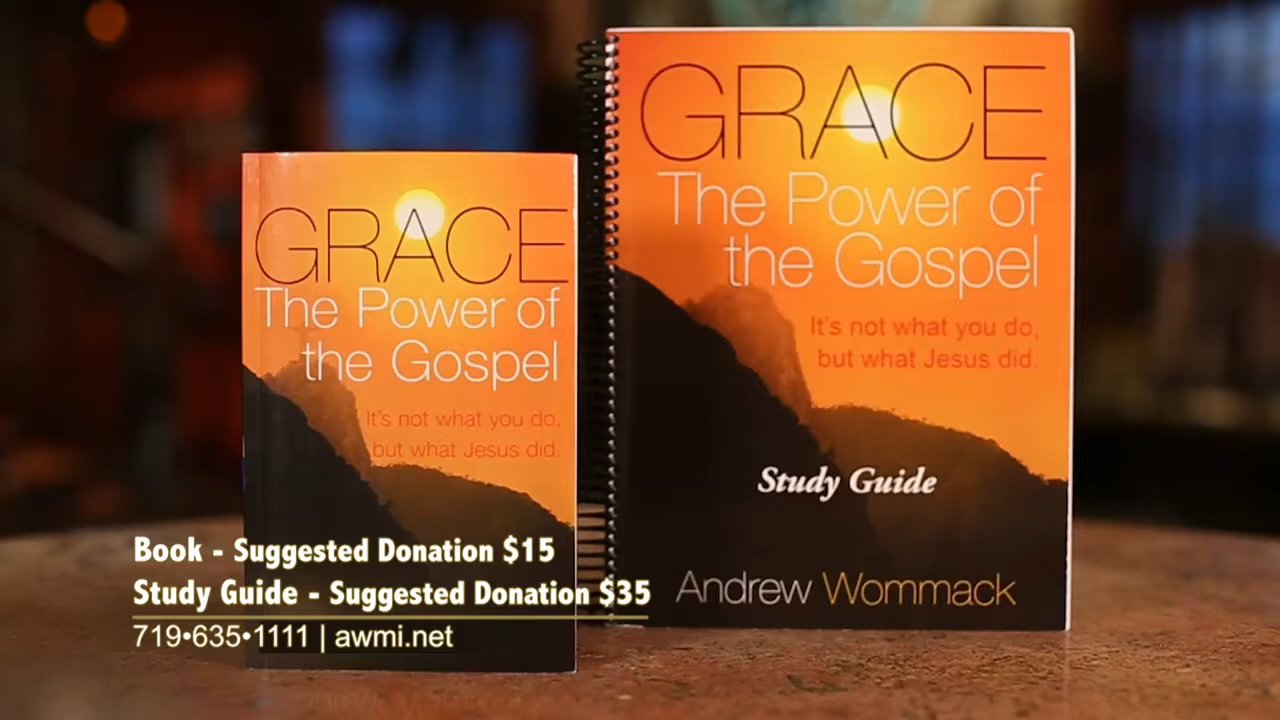 GRACE
The Power of
the Gospel
It's not what you do,
but what Jesus did.
GRACE
The Power of
the Gospel
It's not what you do,
but what Jesus did.
Study Guide
Andrew Wommack
Book - Suggested Donation $15
Study Guide - Suggested Donation $35
719•635•1111 | awmi.net